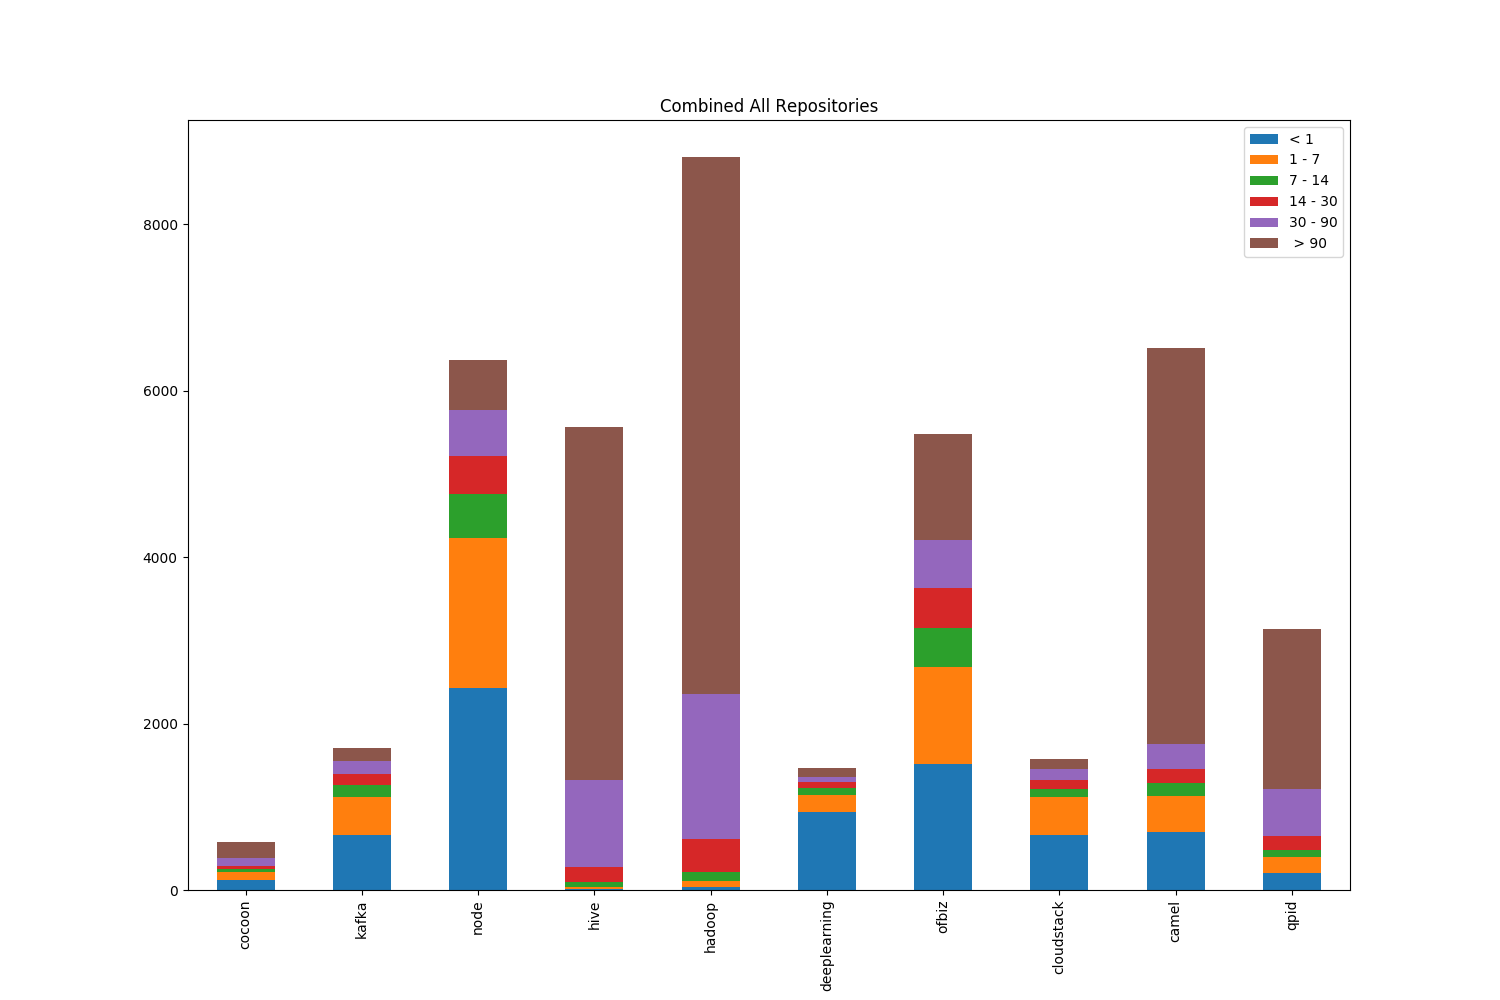 Combined All Repositories
< 1
1 - 7
7 - 14
14 - 30
30 - 90
> 90
8000
6000
4000
2000
0
cocoon
kafka
node
hive
hadoop
deeplearning
ofbiz
cloudstack
camel
qpid